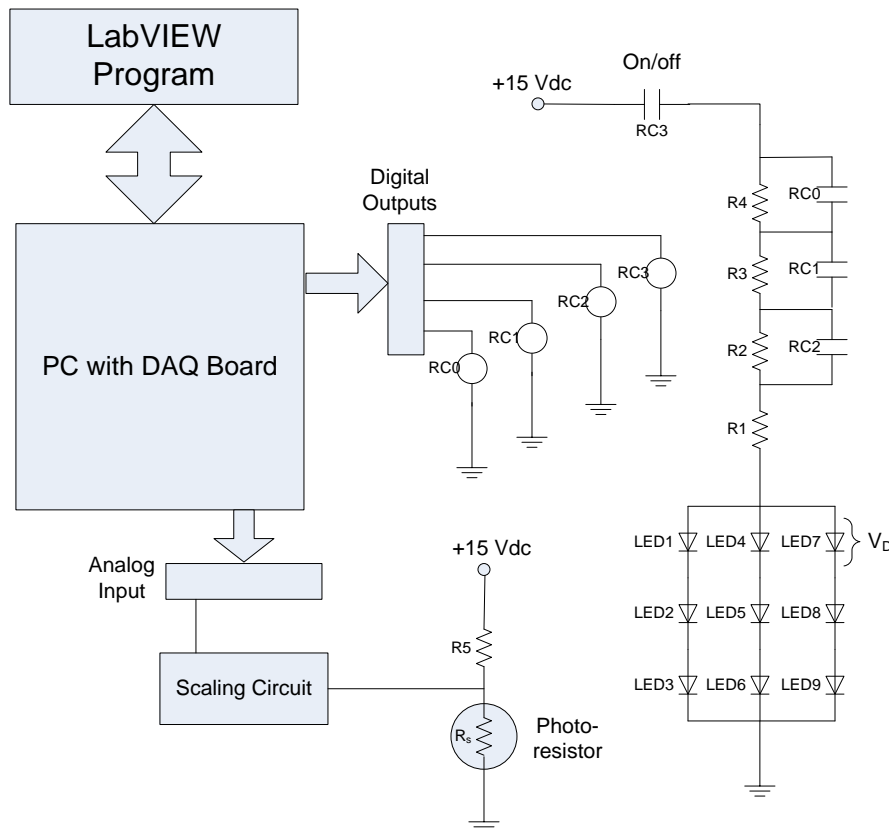 LabVIEW
Program
On/off
+15 Vdc
RC3
Digital
Outputs
R4
RC0
R3
RC1
R2
RC2
R1
RC3
RC2
RC1
RC0
PC with DAQ Board
Analog
Input
+15 Vdc
R5
Scaling Circuit
Rs
Photo-
resistor
LED1
LED4
LED7
VD
LED2
LED5
LED8
LED3
LED6
LED9